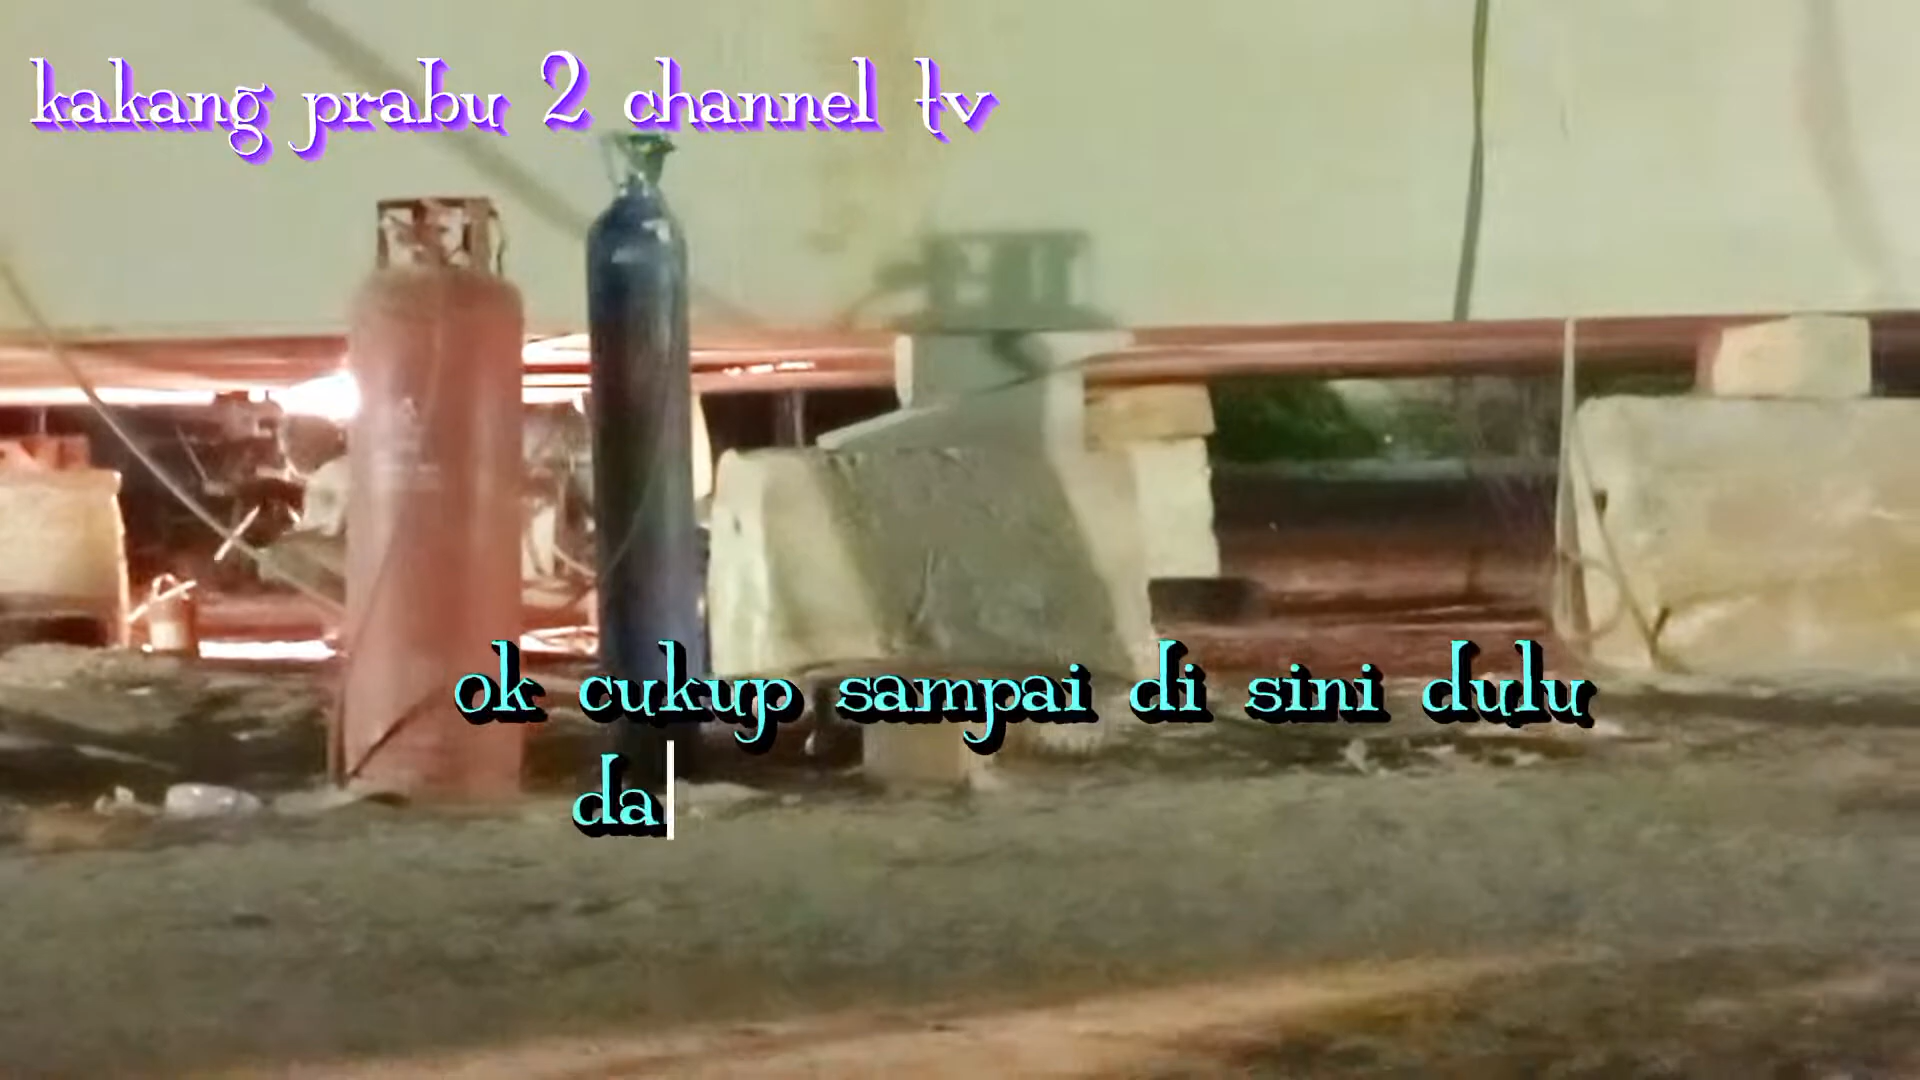 kakang prabu 2 channel tv
ok cukup sampai di sini dulu
da